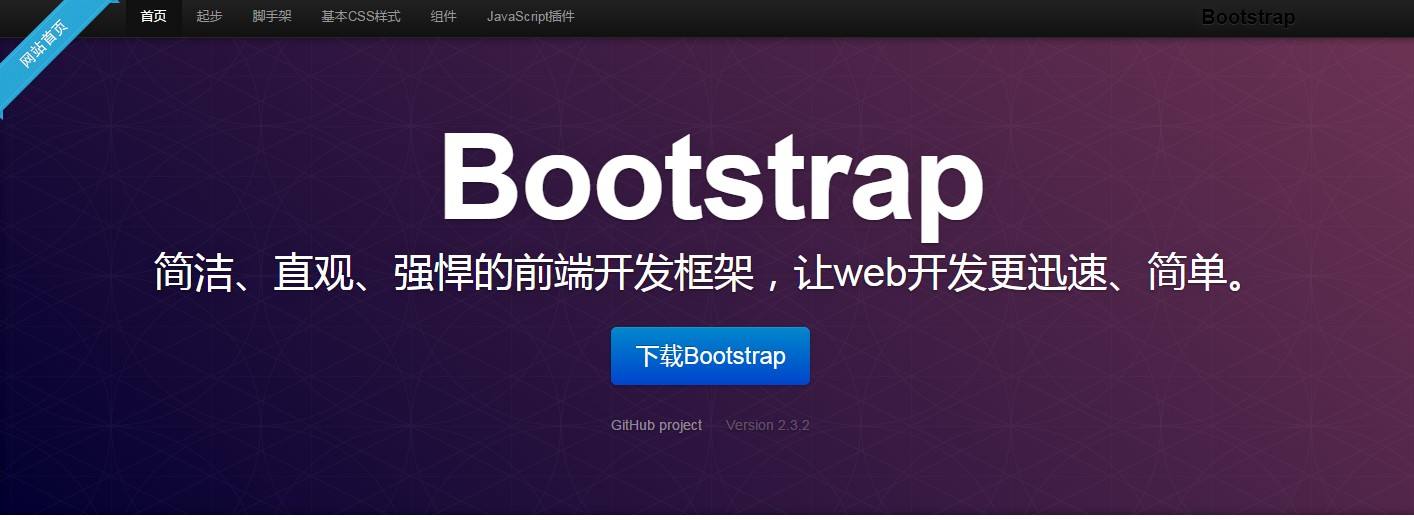 网站首页
首页 起步 脚手架 基本CSS样式 组件 JavaScript插件 Bootstrap
Bootstrap
简洁、直观、强悍的前端开发框架，让web开发更迅速、简单。
下载Bootstrap
GitHub project Version 2.3.2